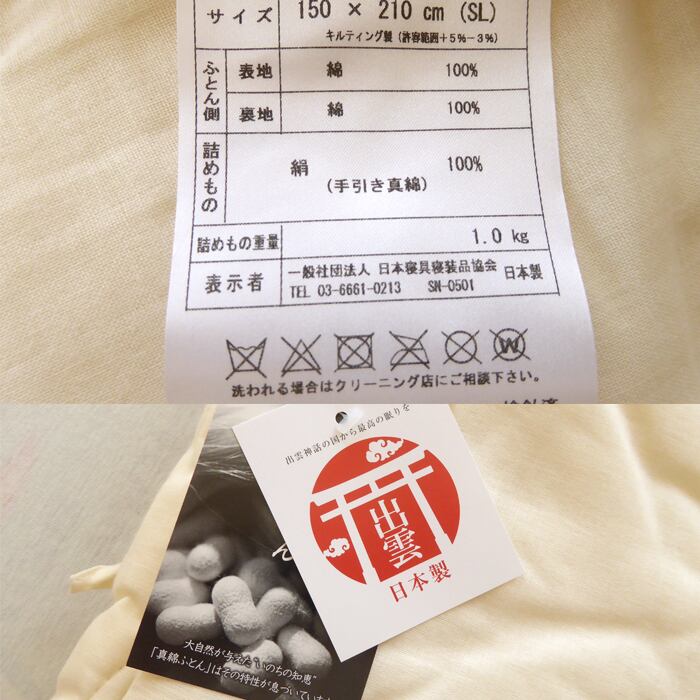 サイズ 150 × 210 cm (SL)
キルティング製 (許容範囲+5%-3%)
ふとん側 表地 綿 100%
裏地 綿 100%
詰めもの 絹 100%
(手引き真綿)
詰めもの重量 1.0 kg
表示者 一般社団法人 日本寝具寝装品協会 日本製
TEL 03-6661-0213 SN-0501
W
洗われる場合はクリーニング店にご相談下さい。
出雲神話の国から最高の眠りを
出雲
日本製
ん
大自然が与えた“いのちの知恵”
「真綿ふとん」はその特性が息づいていま